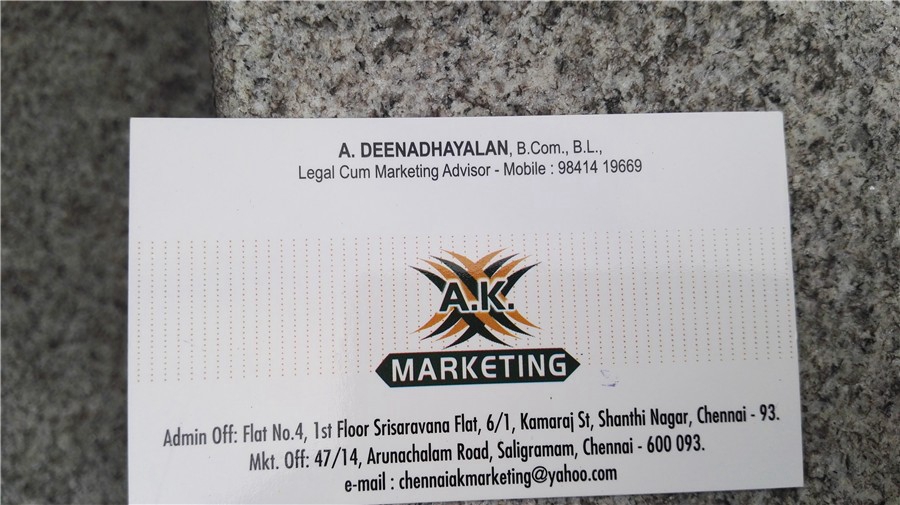 A. DEENADHAYALAN, B.Com., B.L.,
Legal Cum Marketing Advisor - Mobile : 98414 19669
A.K.
MARKETING
Admin Off: Flat No.4, 1st Floor Srisaravana Flat, 6/1, Kamaraj St, Shanthi Nagar, Chennai - 93.
Mkt. Off: 47/14, Arunachalam Road, Saligramam, Chennai - 600 093.
e-mail : chennaiakmarketing@yahoo.com